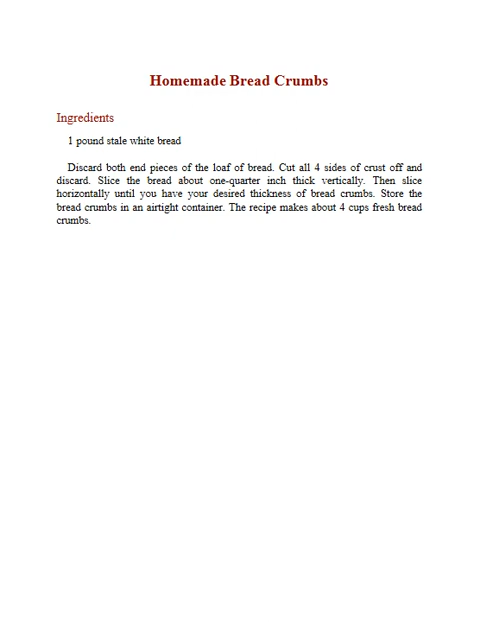 Homemade Bread Crumbs
Ingredients
1 pound stale white bread
Discard both end pieces of the loaf of bread. Cut all 4 sides of crust off and
discard. Slice the bread about one-quarter inch thick vertically. Then slice
horizontally until you have your desired thickness of bread crumbs. Store the
bread crumbs in an airtight container. The recipe makes about 4 cups fresh bread
crumbs.